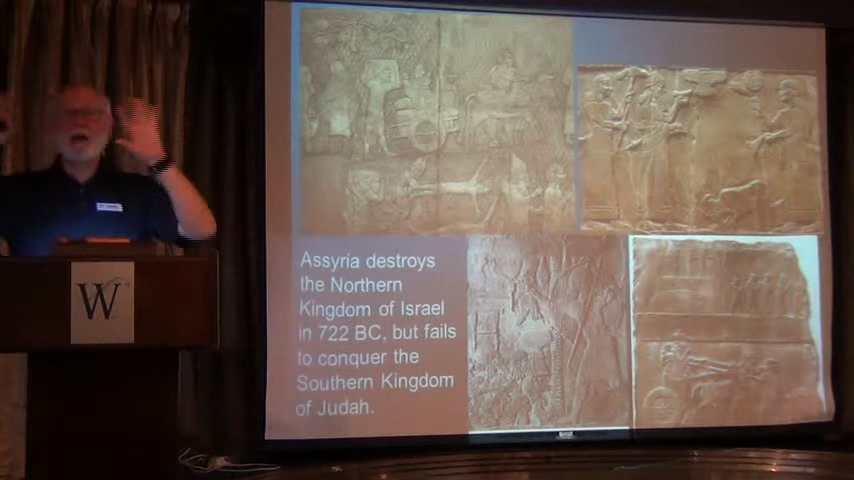 Assyria destroys
the Northern
Kingdom of Israel
in 722 BC, but fails
to conquer the
Southern Kingdom
of Judah.
W